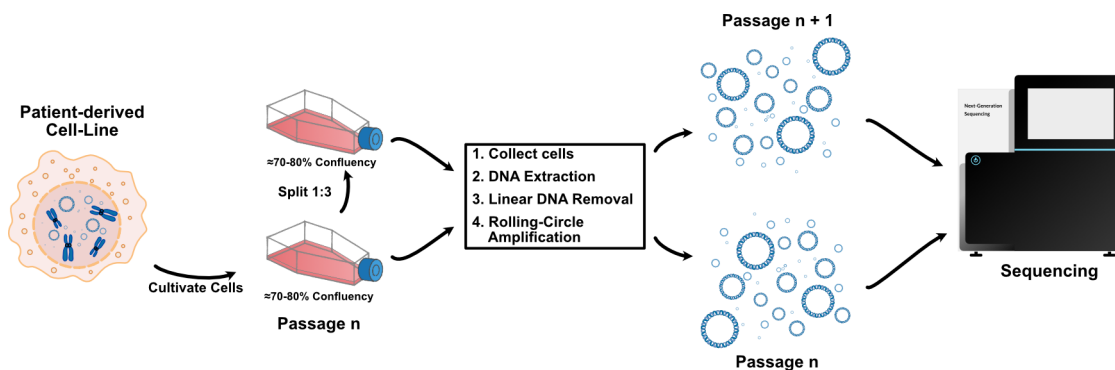 Patient-derived
Cell-Line
Cultivate Cells
≈70-80% Confluency
Split 1:3
≈70-80% Confluency
Passage n
1. Collect cells
2. DNA Extraction
3. Linear DNA Removal
4. Rolling-Circle
Amplification
Passage n + 1
Passage n
Next-Generation
Sequencing
Sequencing